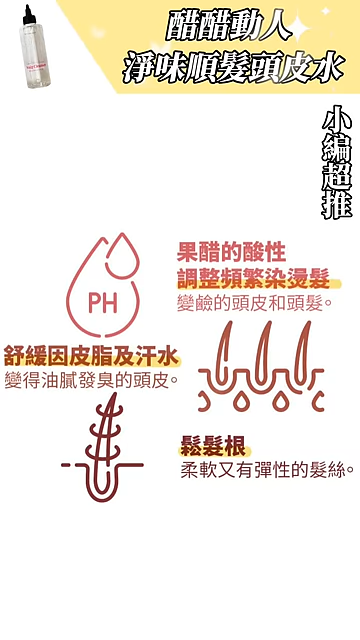 醋醋動人
淨味順髮頭皮水
小編超推
果醋的酸性
調整頻繁染燙髮
變鹼的頭皮和頭髮。
PH
舒緩因皮脂及汗水
變得油膩發臭的頭皮。
鬆髮根
柔軟又有彈性的髮絲。